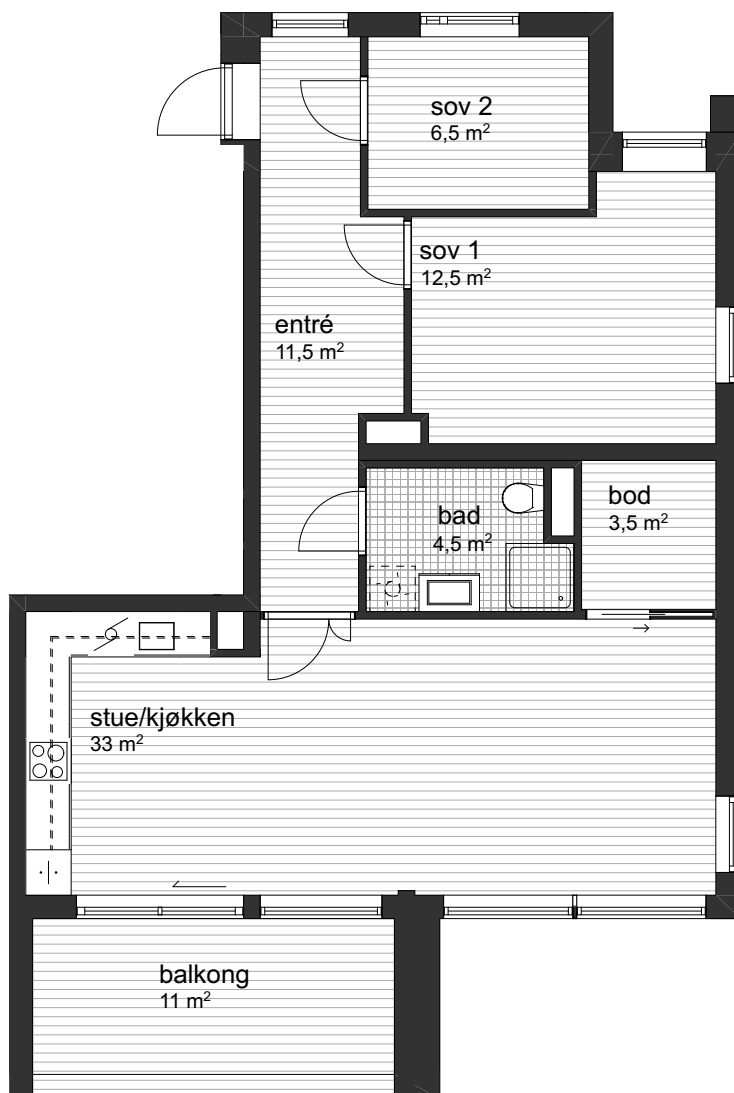 sov 2
6,5 m²
sov 1
12,5 m²
entré
11,5 m²
bad
4,5 m²
bod
3,5 m²
stue/kjøkken
33 m²
balkong
11 m²